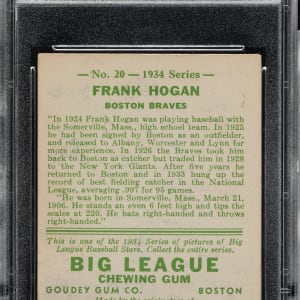 — No. 20 — 1934 Series —
FRANK HOGAN
BOSTON BRAVES
"In 1924 Frank Hogan was playing baseball with
the Somerville, Mass., high school team. In 1925
he had been signed by Boston as an outfielder,
and released to Albany, Worcester and Lynn for
more experience. In 1926 the Braves took him
back to Boston as catcher but traded him in 1928
to the New York Giants. After five years he
returned to Boston and in 1933 hung up the
record of best fielding catcher in the National
League, averaging .997 for 95 games.
"He was born in Somerville, Mass., March 21,
1906. He is an even 6 feet high and tips the
scales at 220. He bats right-handed and throws
right-handed."
This is one of the 1934 Series of pictures of Big
League Baseball Stars, Collect the entire series.
BIG LEAGUE
CHEWING GUM
GOUDEY GUM CO. BOSTON